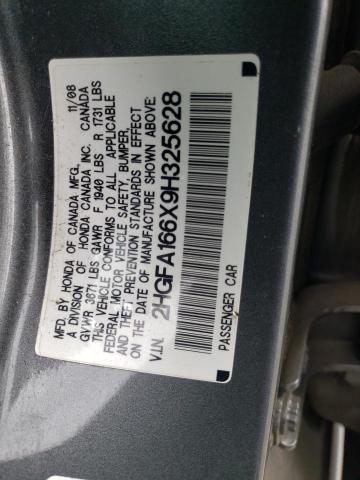 MFD. BY HONDA OF CANADA MFG. 11/08
A DIVISION OF HONDA CANADA INC. CANADA
GVWR 3671 LBS GAWR F 1940 LBS R 1731 LBS
THIS VEHICLE CONFORMS TO ALL APPLICABLE
FEDERAL MOTOR VEHICLE SAFETY, BUMPER,
AND THEFT PREVENTION STANDARDS IN EFFECT
ON THE DATE OF MANUFACTURE SHOWN ABOVE.
V.I.N. 2HGFA166X9H325628
PASSENGER CAR